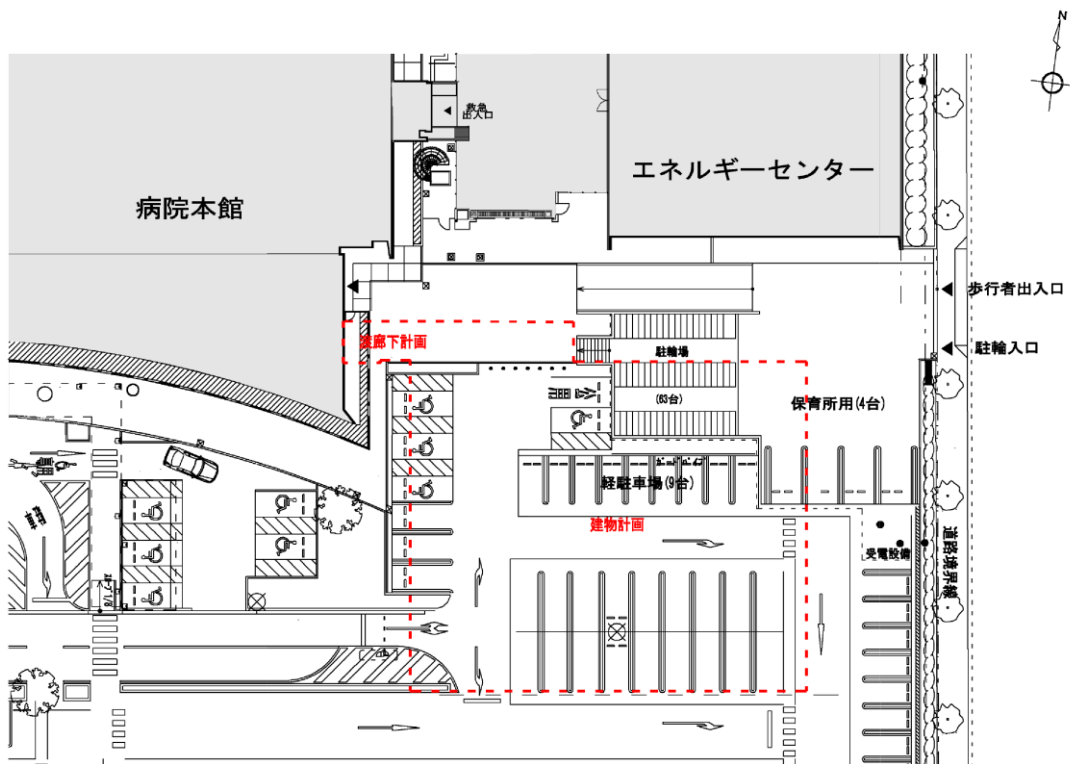 N
救急
出入口
エネルギーセンター
病院本館
歩行者出入口
渡廊下計画
駐輪場
駐輪入口
(63台)
保育所用(4台)
経駐車場(9台)
建物計画
受電設備
道路境界線